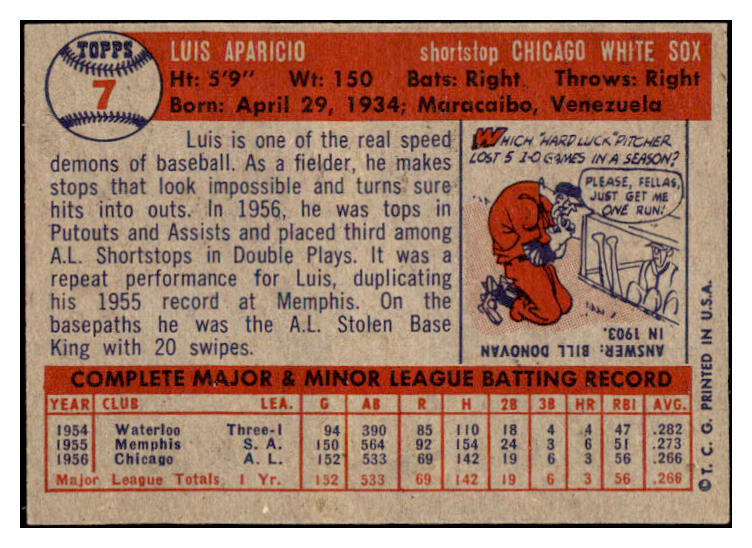 TOPPS
7
LUIS APARICIO shortstop CHICAGO WHITE SOX
Ht: 5'9" Wt: 150 Bats: Right Throws: Right
Born: April 29, 1934; Maracaibo, Venezuela
Luis is one of the real speed
demons of baseball. As a fielder, he makes
stops that look impossible and turns sure
hits into outs. In 1956, he was tops in
Putouts and Assists and placed third among
A.L. Shortstops in Double Plays. It was a
repeat performance for Luis, duplicating
his 1955 record at Memphis. On the
basepaths he was the A.L. Stolen Base
King with 20 swipes.
WHICH "HARD LUCK" PITCHER
LOST 5 1-0 GAMES IN A SEASON?
PLEASE, FELLAS,
JUST GET ME
ONE RUN!
ANSWER: BILL DONOVAN
IN 1903.
COMPLETE MAJOR & MINOR LEAGUE BATTING RECORD
YEAR CLUB LEA. G AB R H 2B 3B HR RBI AVG.
1954 Waterloo Three-I 94 390 85 110 18 4 4 47 .282
1955 Memphis S. A. 150 564 92 154 24 3 6 51 .273
1956 Chicago A. L. 152 533 69 142 19 6 3 56 .266
Major League Totals 1 Yr. 152 533 69 142 19 6 3 56 .266
© T. C. G. PRINTED IN U.S.A.